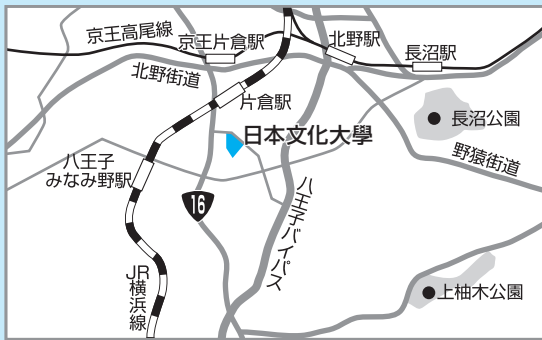 京王高尾線
京王片倉駅
北野駅
長沼駅
北野街道
片倉駅
長沼公園
日本文化大學
野猿街道
八王子
みなみ野駅
16
八王子バイパス
JR
横浜線
上柚木公園